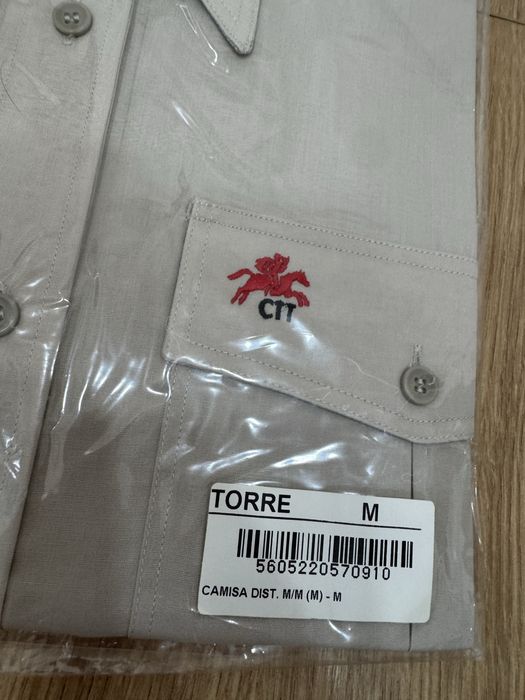 CTT
TORRE M
5605220570910
CAMISA DIST. M/M (M) - M